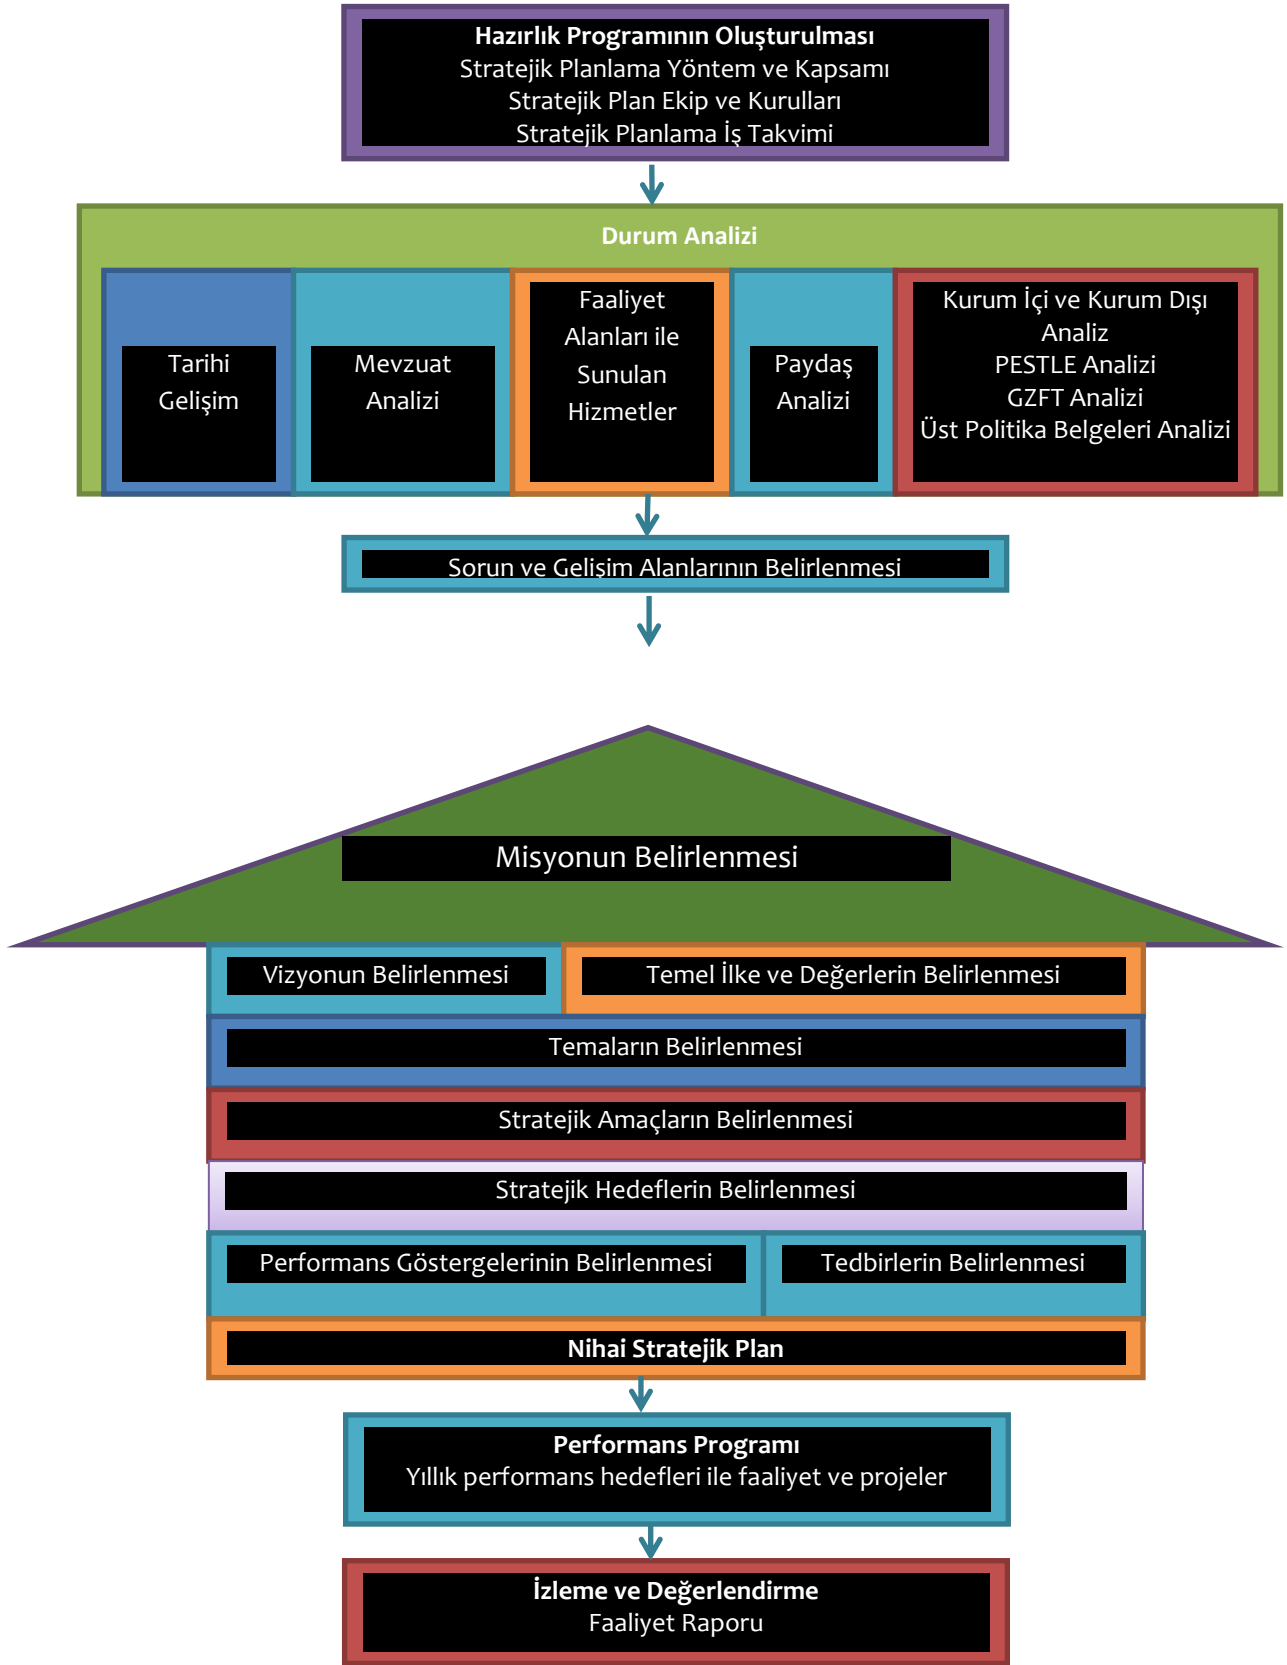 Hazırlık Programının Oluşturulması
Stratejik Planlama Yöntem ve Kapsamı
Stratejik Plan Ekip ve Kurulları
Stratejik Planlama İş Takvimi
Durum Analizi
Tarihi
Gelişim
Mevzuat
Analizi
Faaliyet
Alanları ile
Sunulan
Hizmetler
Paydaş
Analizi
Kurum İçi ve Kurum Dışı
Analiz
PESTLE Analizi
GZFT Analizi
Üst Politika Belgeleri Analizi
Sorun ve Gelişim Alanlarının Belirlenmesi
Misyonun Belirlenmesi
Vizyonun Belirlenmesi
Temel İlke ve Değerlerin Belirlenmesi
Temaların Belirlenmesi
Stratejik Amaçların Belirlenmesi
Stratejik Hedeflerin Belirlenmesi
Performans Göstergelerinin Belirlenmesi
Tedbirlerin Belirlenmesi
Nihai Stratejik Plan
Performans Programı
Yıllık performans hedefleri ile faaliyet ve projeler
İzleme ve Değerlendirme
Faaliyet Raporu